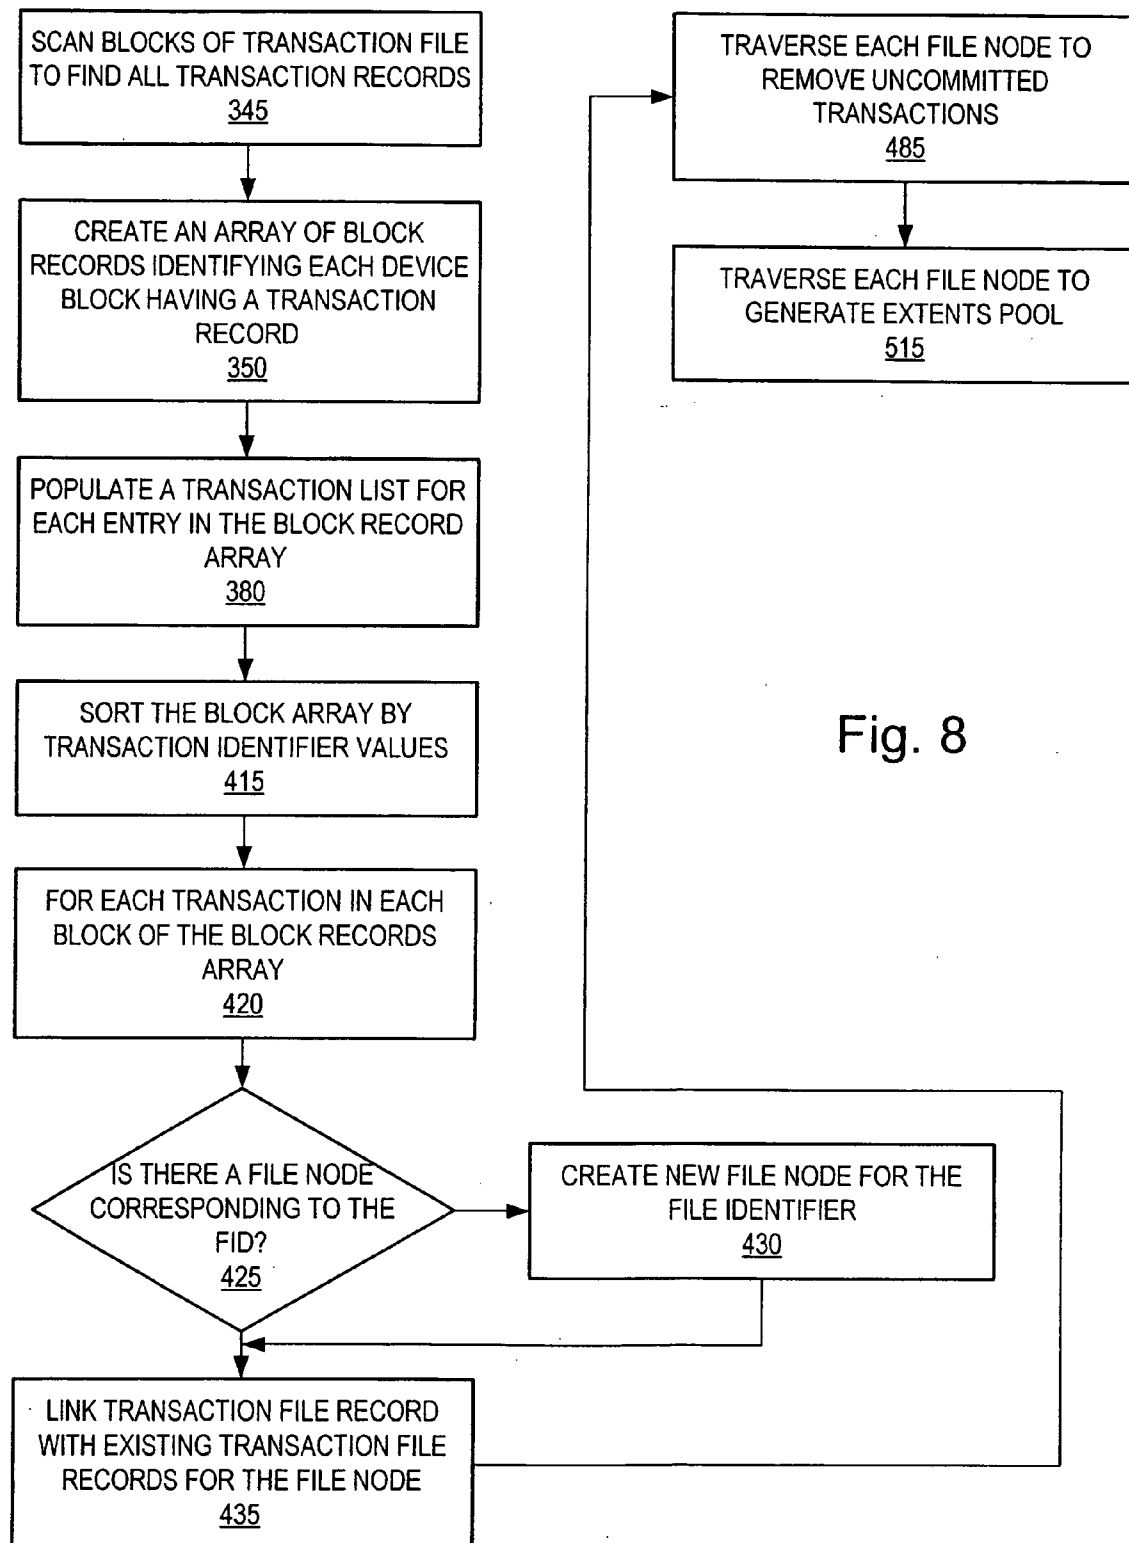 SCAN BLOCKS OF TRANSACTION FILE
TO FIND ALL TRANSACTION RECORDS
345
CREATE AN ARRAY OF BLOCK
RECORDS IDENTIFYING EACH DEVICE
BLOCK HAVING A TRANSACTION
RECORD
350
POPULATE A TRANSACTION LIST FOR
EACH ENTRY IN THE BLOCK RECORD
ARRAY
380
SORT THE BLOCK ARRAY BY
TRANSACTION IDENTIFIER VALUES
415
FOR EACH TRANSACTION IN EACH
BLOCK OF THE BLOCK RECORDS
ARRAY
420
IS THERE A FILE NODE
CORRESPONDING TO THE
FID?
425
CREATE NEW FILE NODE FOR THE
FILE IDENTIFIER
430
LINK TRANSACTION FILE RECORD
WITH EXISTING TRANSACTION FILE
RECORDS FOR THE FILE NODE
435
TRAVERSE EACH FILE NODE TO
REMOVE UNCOMMITTED
TRANSACTIONS
485
TRAVERSE EACH FILE NODE TO
GENERATE EXTENTS POOL
515
Fig. 8